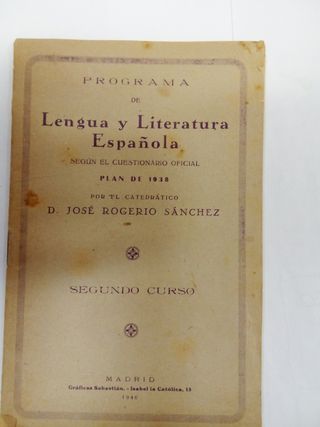 PROGRAMA
DE
Lengua y Literatura
Española
SEGÚN EL CUESTIONARIO OFICIAL
PLAN DE 1938
POR EL CATEDRÁTICO
D. JOSÉ ROGERIO SÁNCHEZ
SEGUNDO CURSO
MADRID
Gráficas Sebastián. - Isabel la Católica, 15
1940